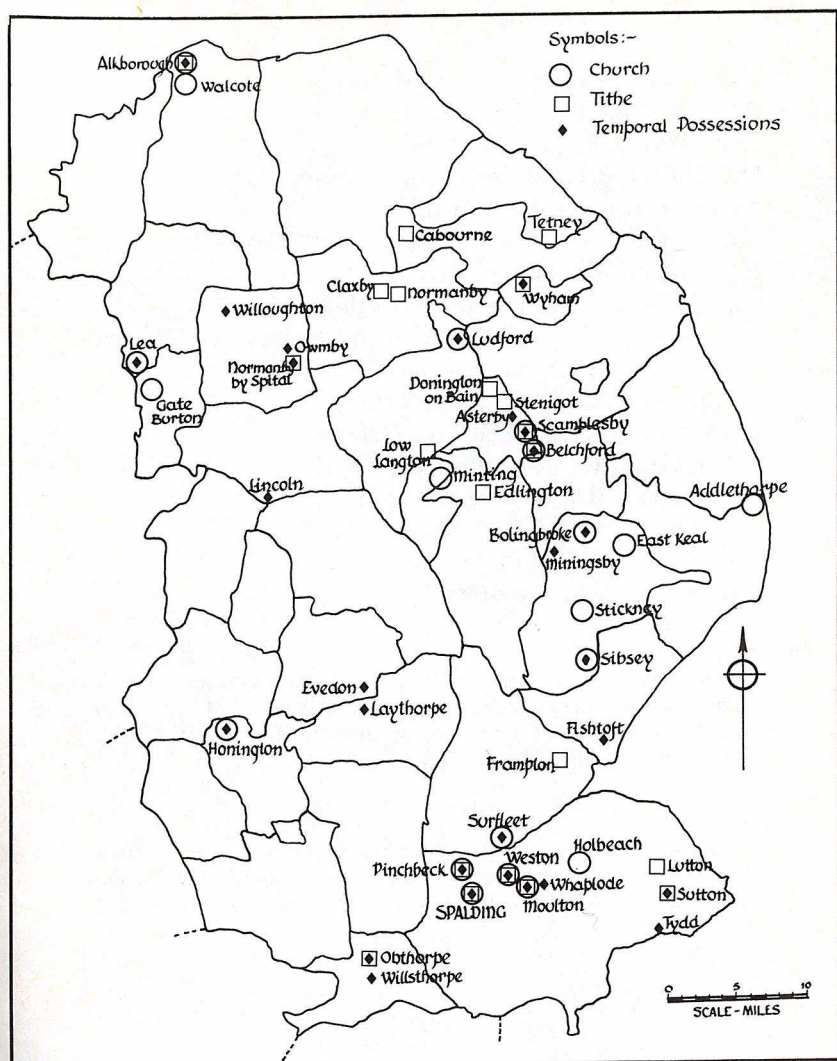 Symbols:-
Church
Tithe
Temporal Possessions
Alkborough
Walcote
Tetney
Cabourne
Claxby
Normanby
Wyham
Willoughton
Ludford
Lea
Owmby
Normanby
by Spital
Gate
Burton
Donington
on Bain
Stenigot
Asterby
Scamplesby
Belchford
Low
Langton
Minting
Edlington
Lincoln
Addlethorpe
Bolingbroke
East Keal
Miningsby
Stickney
Sibsey
Evedon
Laythorpe
Honington
Fishtoft
Frampton
Surfleet
Holbeach
Pinchbeck
Weston
Lutton
Whaplode
SPALDING
Moulton
Sutton
Tydd
Obthorpe
Willsthorpe
0 5 10
SCALE-MILES